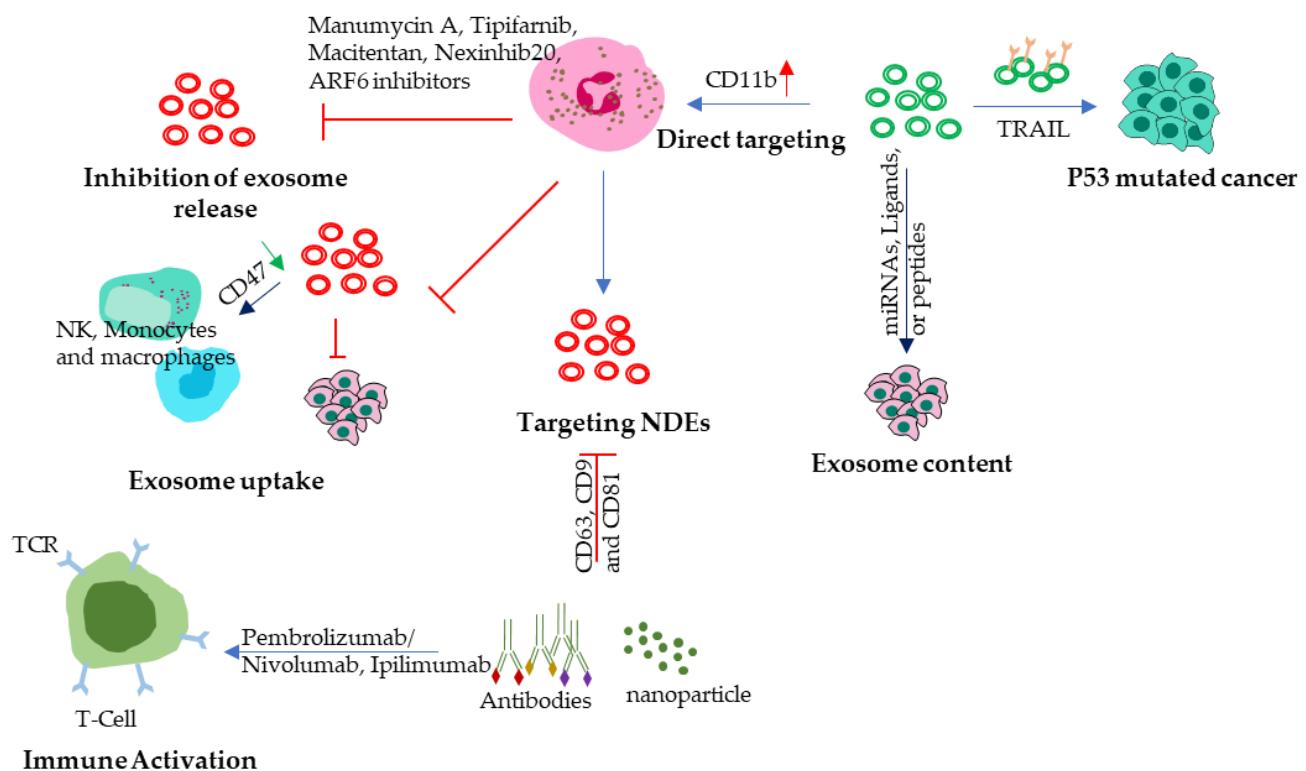 Manumycin A, Tipifarnib,
Macitentan, Nexinhib20,
ARF6 inhibitors
CD11b
Direct targeting
TRAIL
P53 mutated cancer
Inhibition of exosome
release
CD47
NK, Monocytes
and macrophages
Exosome uptake
miRNAs, Ligands,
or peptides
Targeting NDEs
Exosome content
CD63, CD9
and CD81
TCR
T-Cell
Immune Activation
Pembrolizumab/
Nivolumab, Ipilimumab
Antibodies
nanoparticle